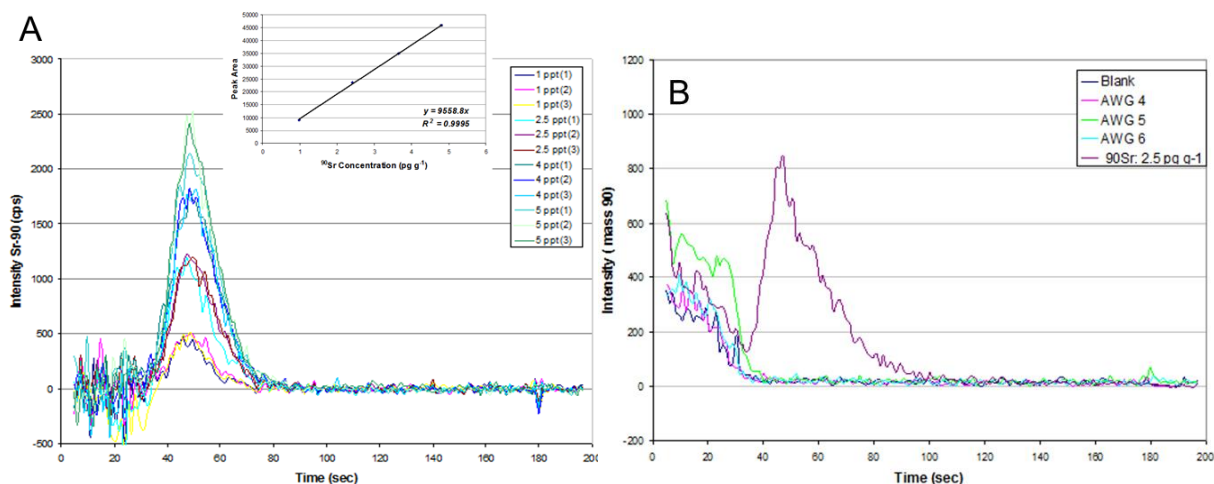 A
Intensity Sr-90 (cps)
3000
2500
2000
1500
1000
500
0
-500
0 20 40 60 80 100 120 140 160 180 200
Time (sec)
Peak Area
50000
45000
40000
35000
30000
25000
20000
15000
10000
5000
0
0 1 2 3 4 5 6
y = 9558.8x
R² = 0.9995
⁹⁰Sr Concentration (pg g⁻¹)
1 ppt (1)
1 ppt (2)
1 ppt (3)
2.5 ppt (1)
2.5 ppt (2)
2.5 ppt (3)
4 ppt (1)
4 ppt (2)
4 ppt (3)
5 ppt (1)
5 ppt (2)
5 ppt (3)
B
Intensity ( mass 90)
1200
1000
800
600
400
200
0
-200
0 20 40 60 80 100 120 140 160 180 200
Time (sec)
Blank
AWG 4
AWG 5
AWG 6
90Sr: 2.5 pg g-1